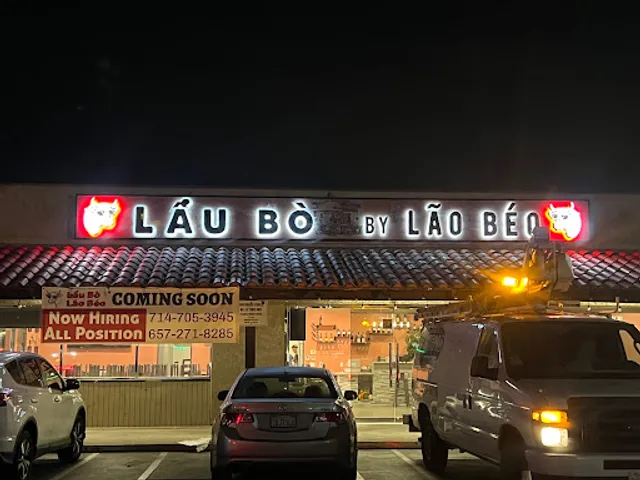 LẨU BÒ BY LÃO BÉO
Lẩu Bò
Lão Béo
COMING SOON
NOW HIRING
ALL POSITION
714-705-3945
657-271-8285